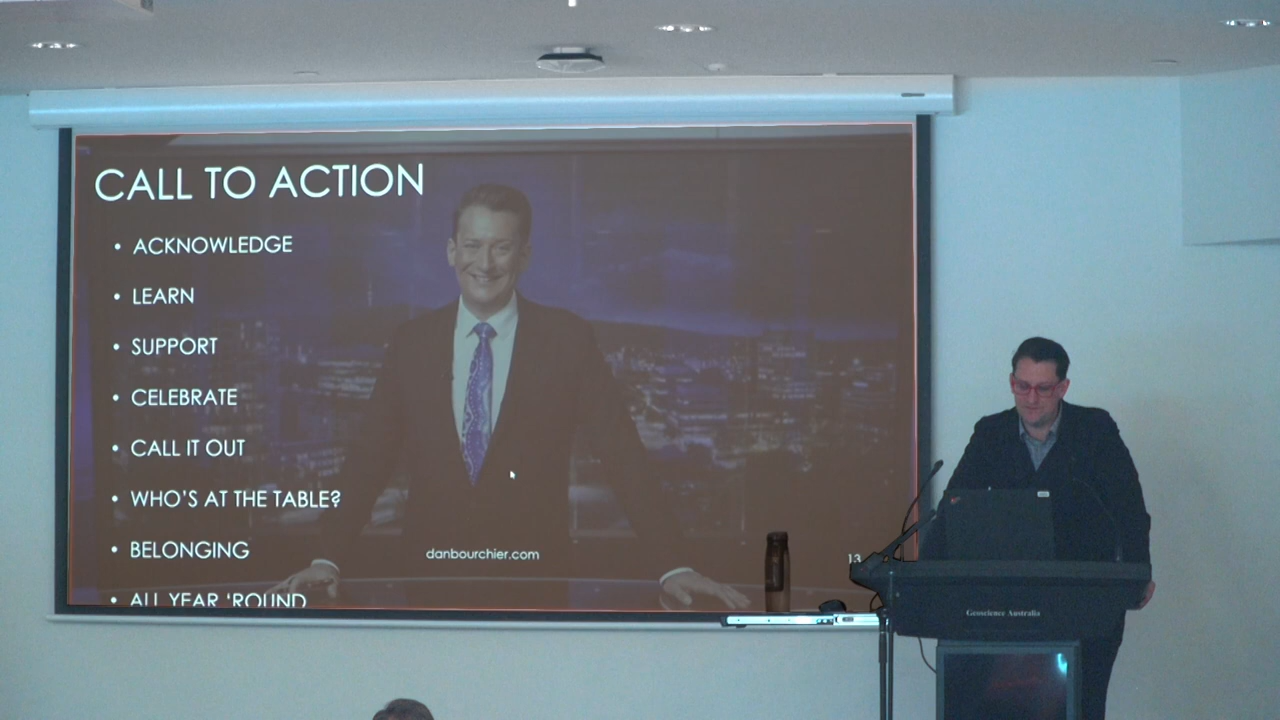 CALL TO ACTION
• ACKNOWLEDGE
• LEARN
• SUPPORT
• CELEBRATE
• CALL IT OUT
• WHO'S AT THE TABLE?
• BELONGING
• ALL YEAR 'ROUND
danbourchier.com
13
Geoscience Australia